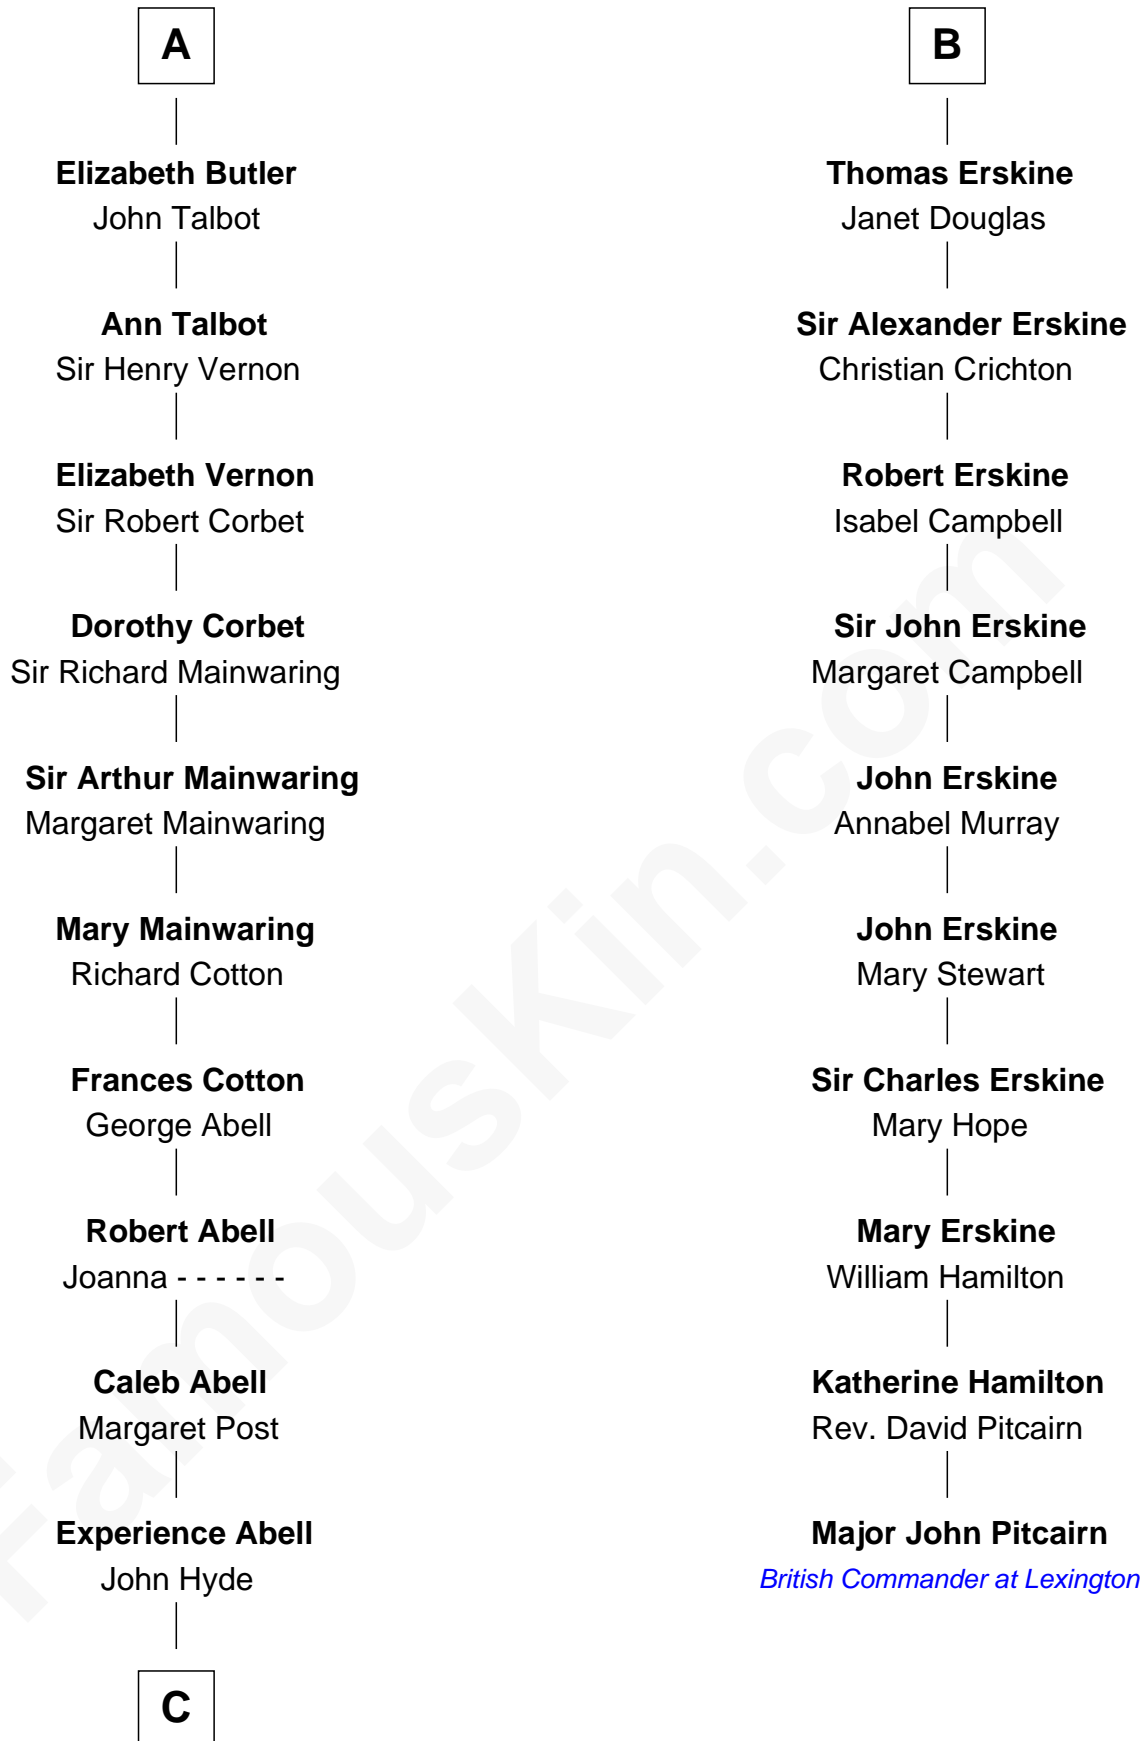 A
Elizabeth Butler
John Talbot
Ann Talbot
Sir Henry Vernon
Elizabeth Vernon
Sir Robert Corbet
Dorothy Corbet
Sir Richard Mainwaring
Sir Arthur Mainwaring
Margaret Mainwaring
Mary Mainwaring
Richard Cotton
Frances Cotton
George Abell
Robert Abell
Joanna - - - - - -
Caleb Abell
Margaret Post
Experience Abell
John Hyde
C
B
Thomas Erskine
Janet Douglas
Sir Alexander Erskine
Christian Crichton
Robert Erskine
Isabel Campbell
Sir John Erskine
Margaret Campbell
John Erskine
Annabel Murray
John Erskine
Mary Stewart
Sir Charles Erskine
Mary Hope
Mary Erskine
William Hamilton
Katherine Hamilton
Rev. David Pitcairn
Major John Pitcairn
British Commander at Lexington
FamousKin.com